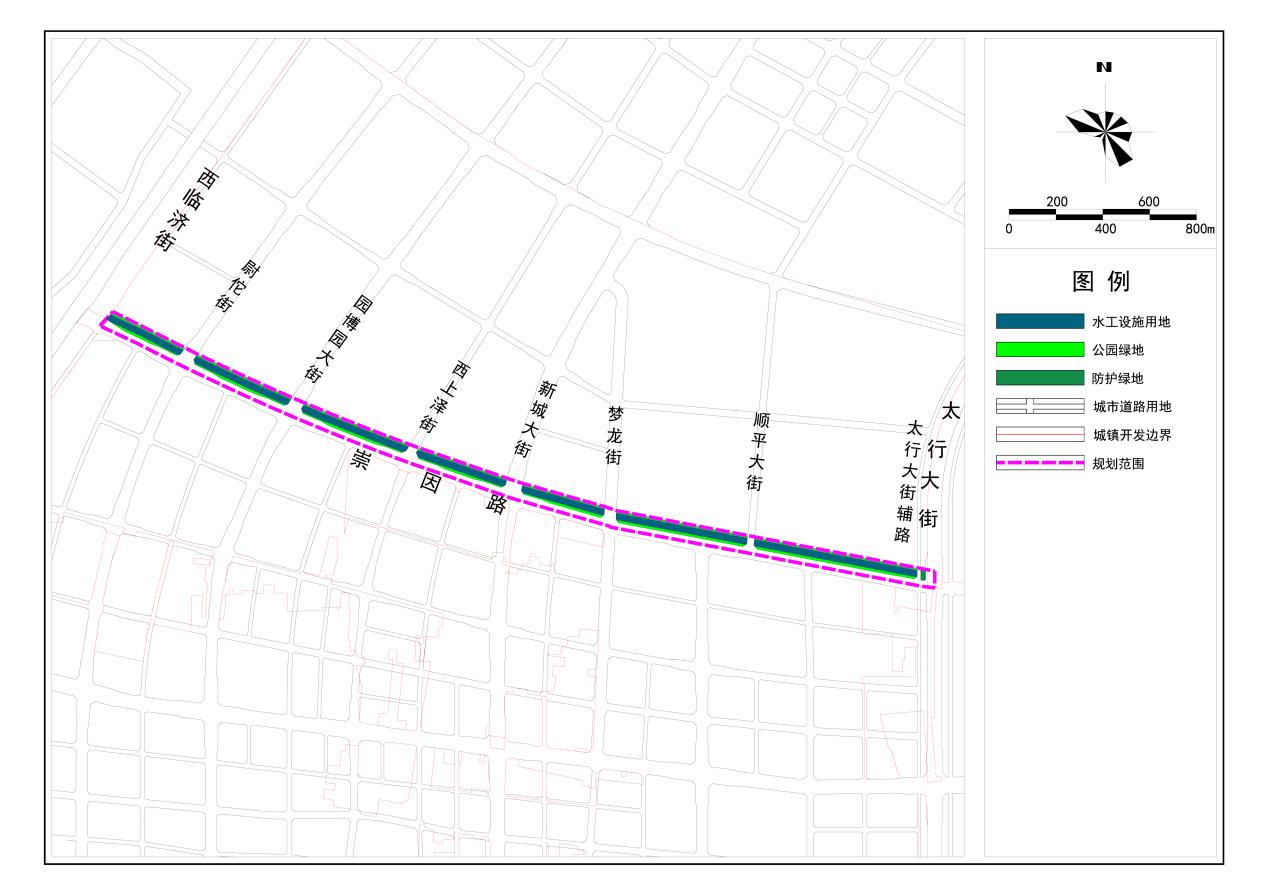 N
200 600
0 400 800m
图例
水工设施用地
公园绿地
防护绿地
城市道路用地
城镇开发边界
规划范围
西临济街
尉佗街
园博园大街
西上泽街
新城大街
梦龙街
顺平大街
太行大街辅路
太行大街
崇因路